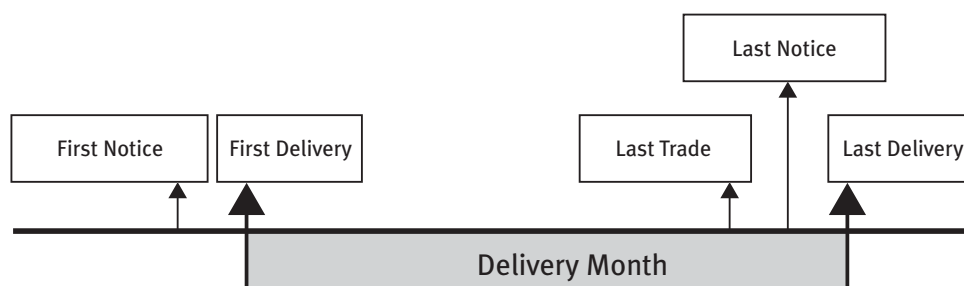 Last Notice
First Notice
First Delivery
Last Trade
Last Delivery
Delivery Month